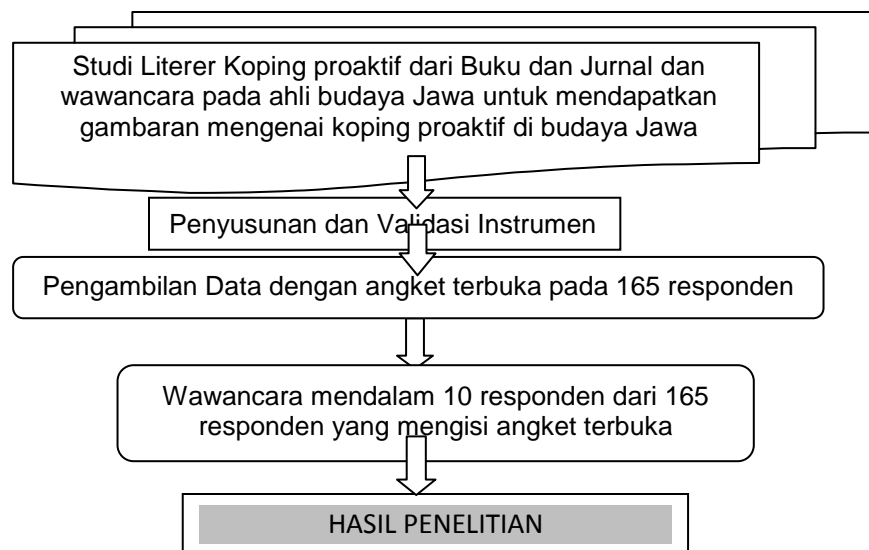 Studi Literer Koping proaktif dari Buku dan Jurnal dan
wawancara pada ahli budaya Jawa untuk mendapatkan
gambaran mengenai koping proaktif di budaya Jawa
Penyusunan dan Validasi Instrumen
Pengambilan Data dengan angket terbuka pada 165 responden
Wawancara mendalam 10 responden dari 165
responden yang mengisi angket terbuka
HASIL PENELITIAN